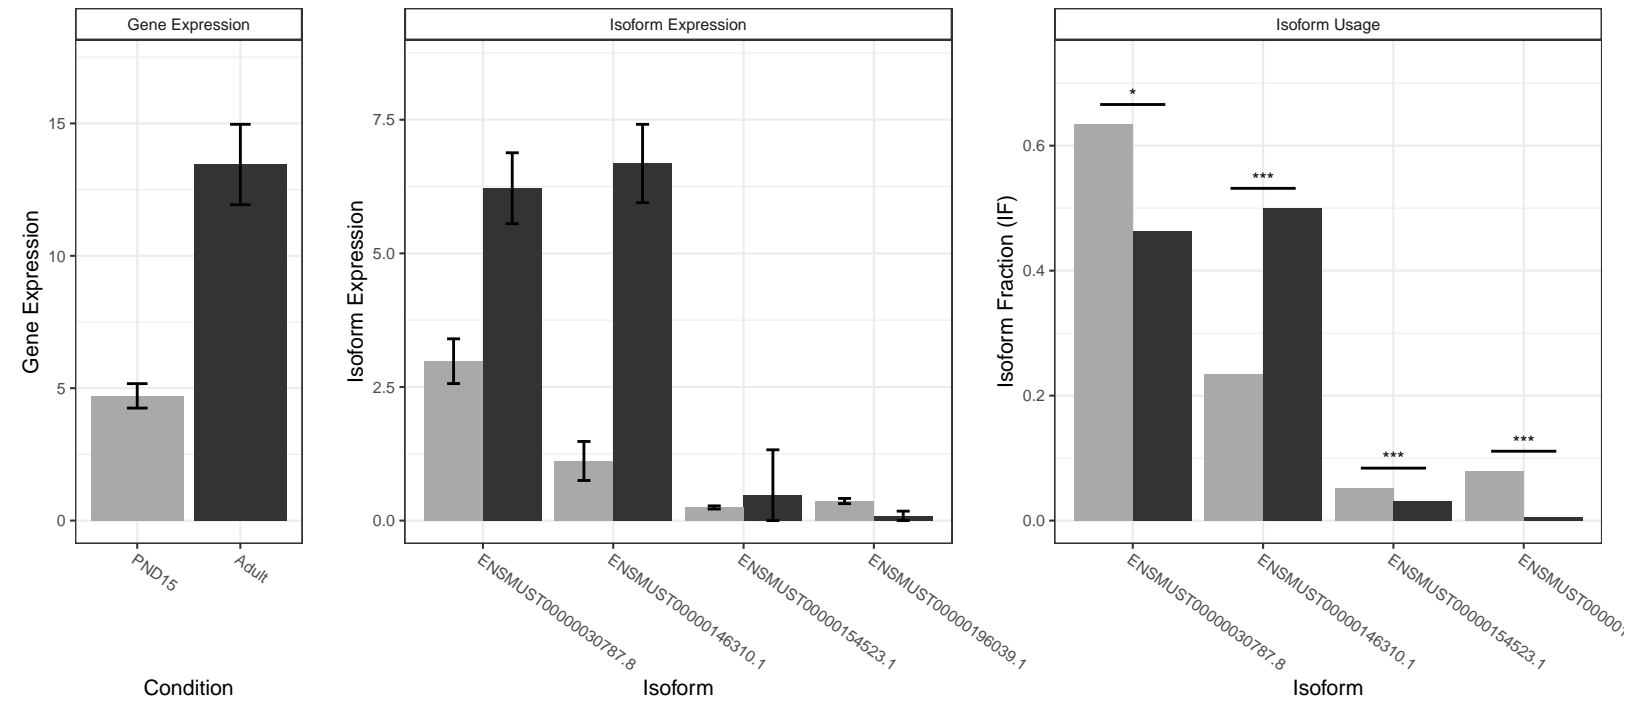 Gene Expression
Isoform Expression
Isoform Usage
Gene Expression
15
10
5
0
PND15
Adult
Condition
Isoform Expression
7.5
5.0
2.5
0.0
ENSMUST00000030787.8
ENSMUST00000146310.1
ENSMUST00000154523.1
ENSMUST00000196039.1
Isoform
Isoform Fraction (IF)
0.6
0.4
0.2
0.0
*
***
***
***
ENSMUST00000030787.8
ENSMUST00000146310.1
ENSMUST00000154523.1
ENSMUST00000
Isoform